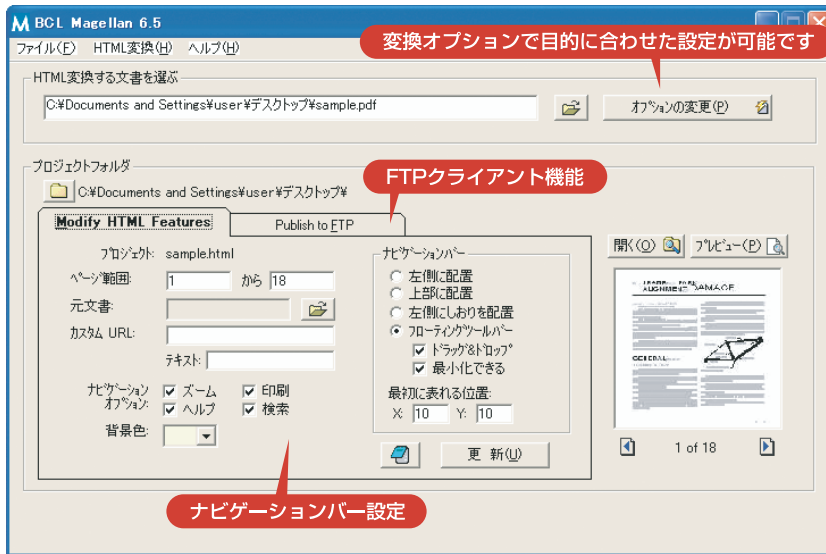 BCL Magellan 6.5
ファイル(F) HTML変換(H) ヘルプ(H)
変換オプションで目的に合わせた設定が可能です
HTML変換する文書を選ぶ
C:¥Documents and Settings¥user¥デスクトップ¥sample.pdf
オプションの変更(P)
プロジェクトフォルダ
C:¥Documents and Settings¥user¥デスクトップ¥
FTPクライアント機能
Modify HTML Features
Publish to FTP
プロジェクト: sample.html
ページ範囲: 1 から 18
元文書:
カスタム URL:
テキスト:
ナビゲーション
オプション:
ズーム 印刷
ヘルプ 検索
背景色:
ナビゲーションバー
左側に配置
上部に配置
左側にしおりを配置
フローティングツールバー
ドラッグ&ドロップ
最小化できる
最初に表れる位置:
X: 10 Y: 10
更 新(U)
開く(O) プレビュー(P)
ALIGNMENT DAMAGE
GENERAL
1 of 18
ナビゲーションバー設定